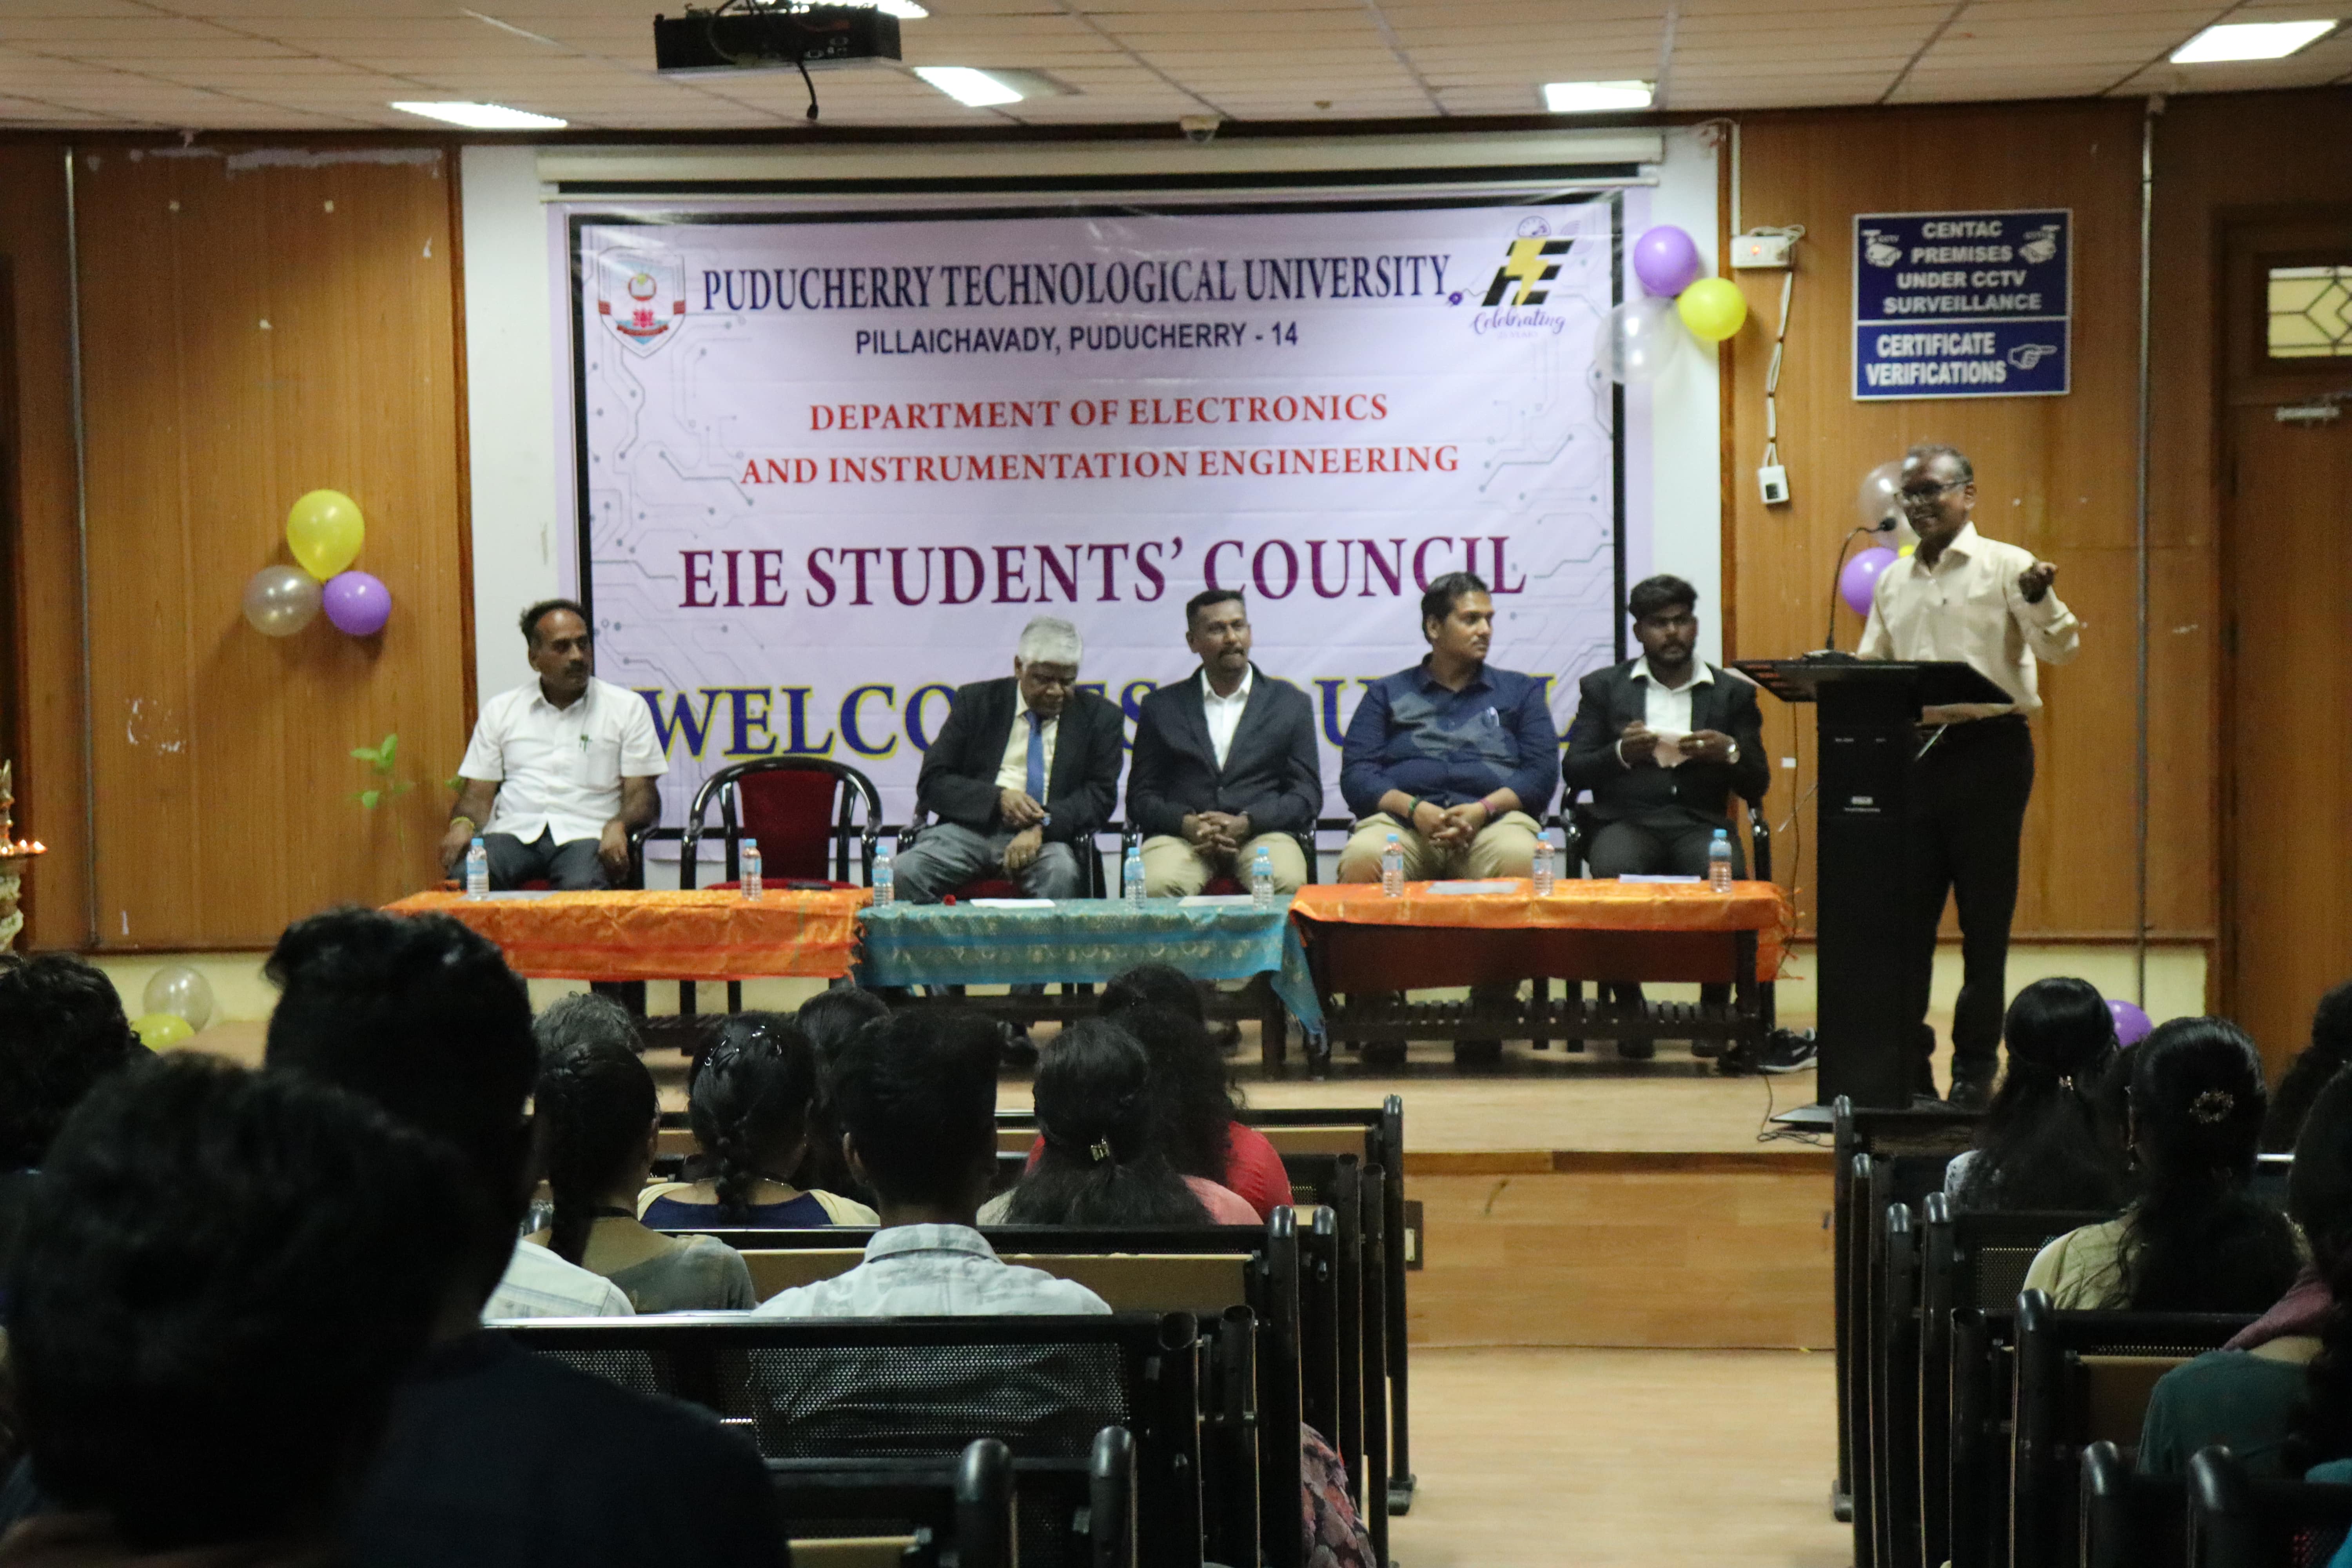 PUDUCHERRY TECHNOLOGICAL UNIVERSITY
PILLAICHAVADY, PUDUCHERRY - 14
Celebrating
DEPARTMENT OF ELECTRONICS
AND INSTRUMENTATION ENGINEERING
EIE STUDENTS' COUNCIL
CENTAC
PREMISES
UNDER CCTV
SURVEILLANCE
CERTIFICATE
VERIFICATIONS